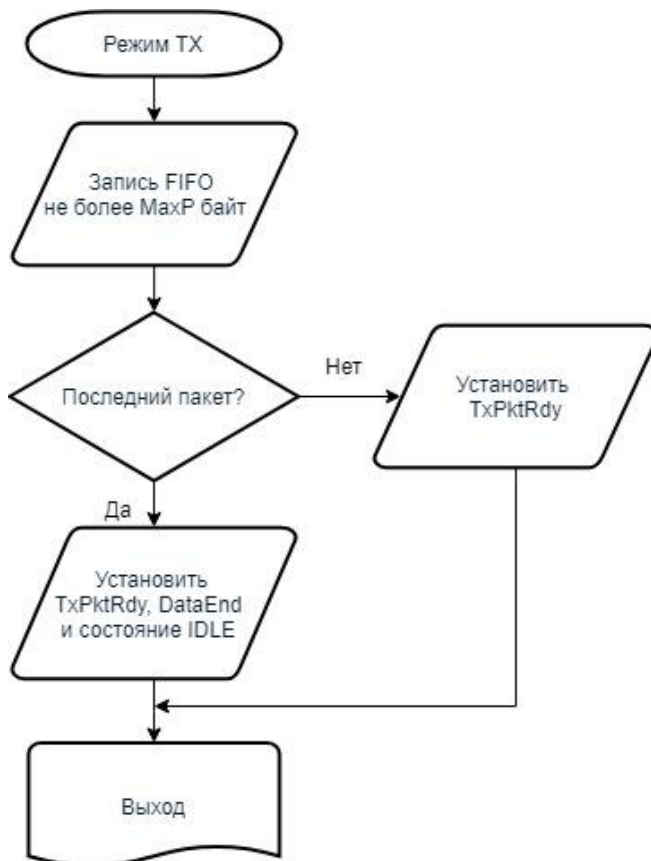 Режим TX
Запись FIFO
не более MaxP байт
Последний пакет?
Нет
Установить
TxPktRdy
Да
Установить
TxPktRdy, DataEnd
и состояние IDLE
Выход